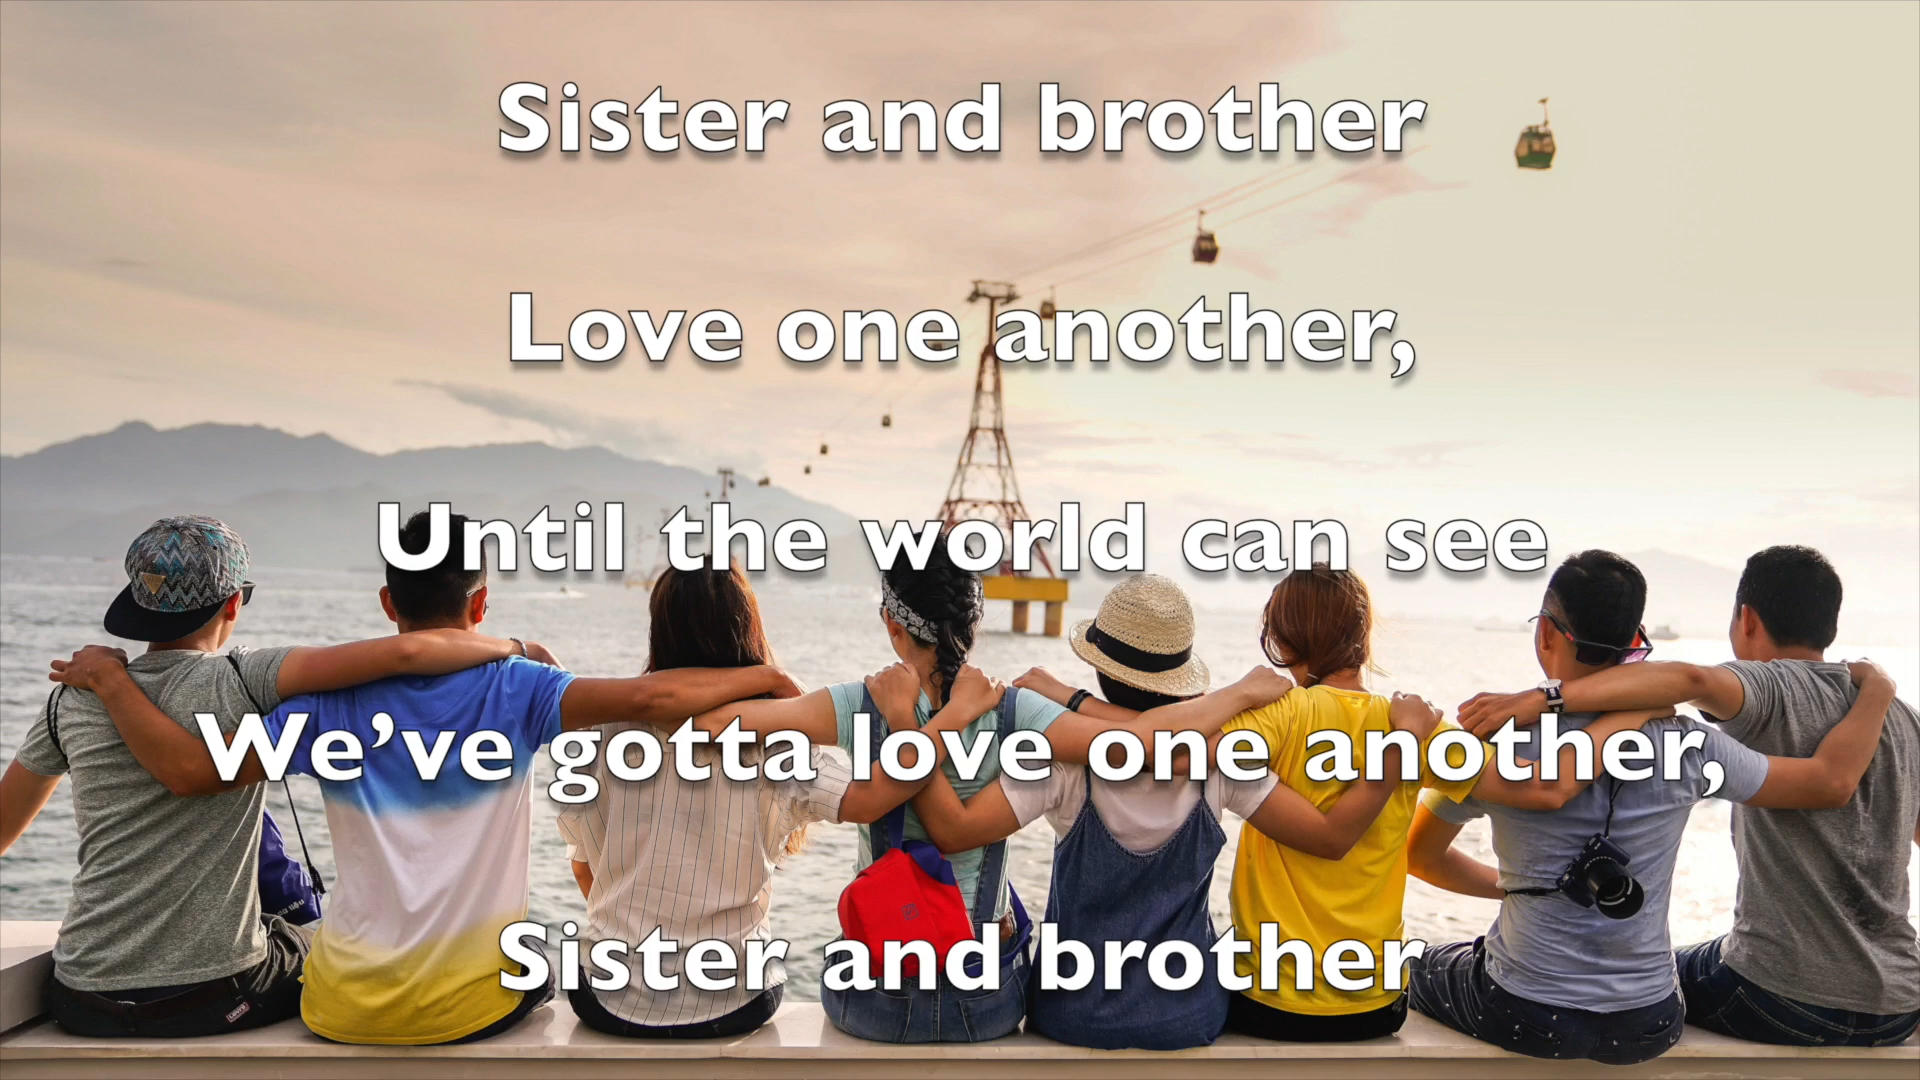 Sister and brother
Love one another,
Until the world can see
We’ve gotta love one another,
Sister and brother